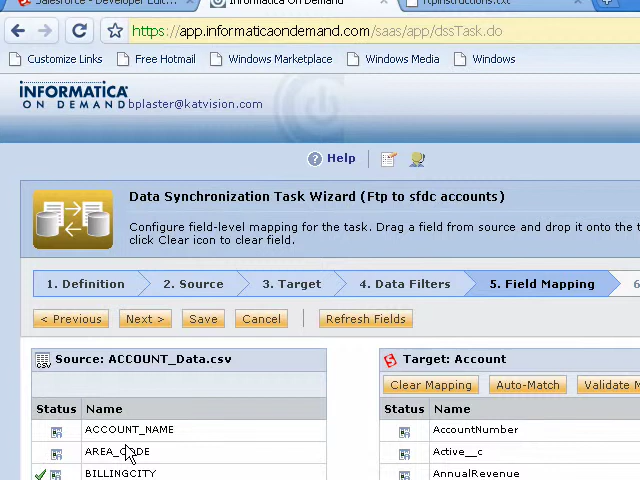 Salesforce - Developer Edit... Informatica On Demand ftpinstructions.txt
https://app.informaticaondemand.com/saas/app/dssTask.do
Customize Links Free Hotmail Windows Marketplace Windows Media Windows
INFORMATICA
ON DEMAND bplaster@katvision.com
Help
Data Synchronization Task Wizard (Ftp to sfdc accounts)
Configure field-level mapping for the task. Drag a field from source and drop it onto the t
click Clear icon to clear field.
1. Definition 2. Source 3. Target 4. Data Filters 5. Field Mapping 6
< Previous Next > Save Cancel Refresh Fields
CSV Source: ACCOUNT_Data.csv Target: Account
Clear Mapping Auto-Match Validate M
Status Name Status Name
ACCOUNT_NAME AccountNumber
AREA_CODE Active__c
BILLINGCITY AnnualRevenue